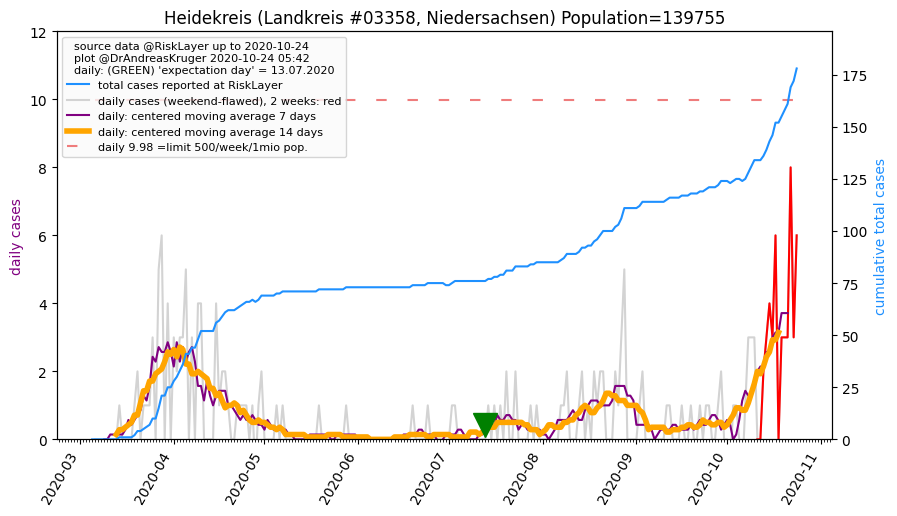 Heidekreis (Landkreis #03358, Niedersachsen) Population=139755
source data @RiskLayer up to 2020-10-24
plot @DrAndreasKruger 2020-10-24 05:42
daily: (GREEN) 'expectation day' = 13.07.2020
total cases reported at RiskLayer
daily cases (weekend-flawed), 2 weeks: red
daily: centered moving average 7 days
daily: centered moving average 14 days
daily 9.98 =limit 500/week/1mio pop.
daily cases
12
10
8
6
4
2
0
cumulative total cases
175
150
125
100
75
50
25
0
2020-03
2020-04
2020-05
2020-06
2020-07
2020-08
2020-09
2020-10
2020-11